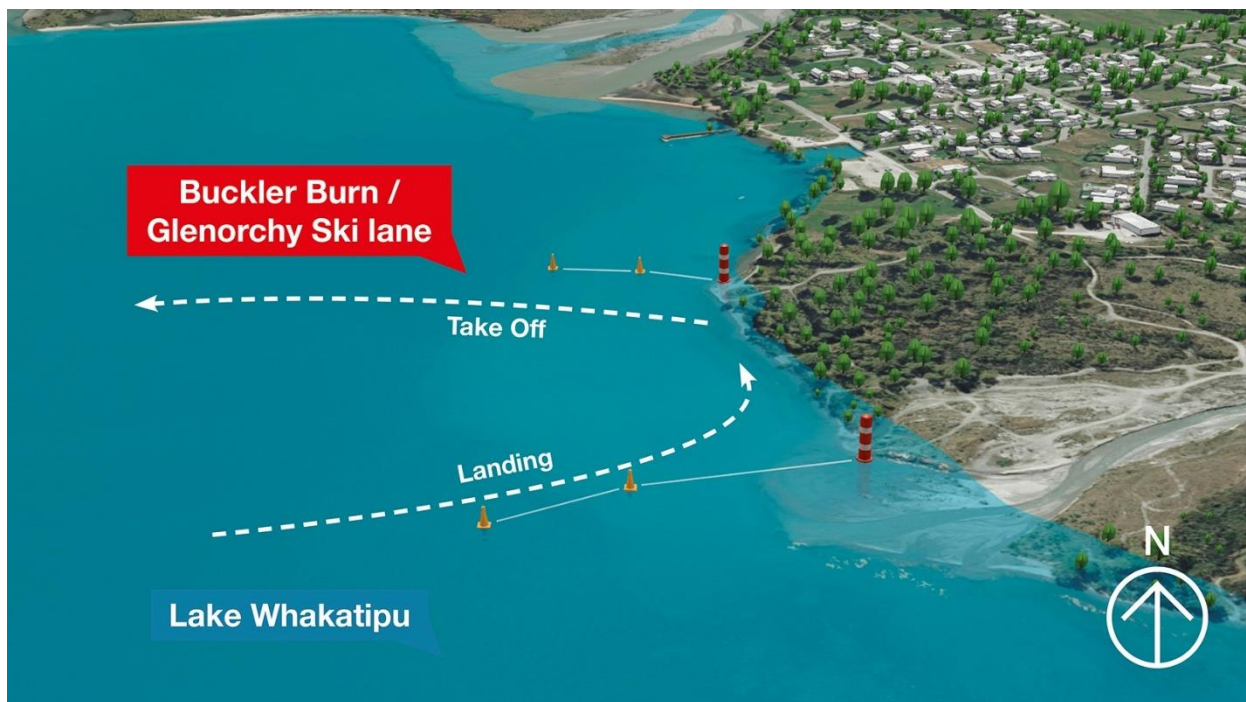 Buckler Burn /
Glenorchy Ski lane
Take Off
Landing
Lake Whakatipu
N